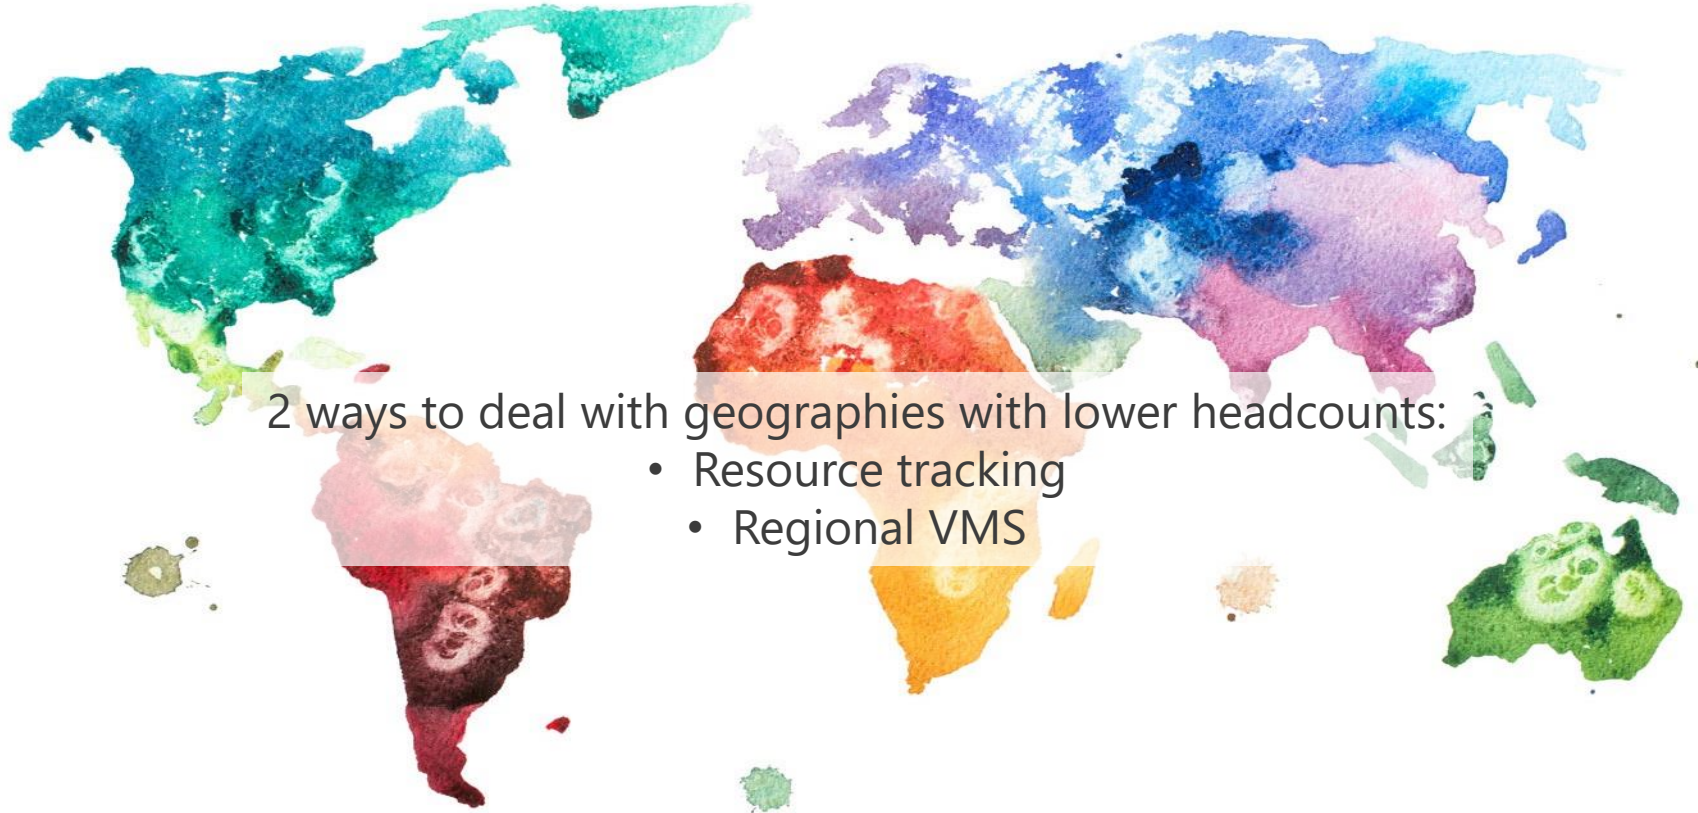 2 ways to deal with geographies with lower headcounts:
• Resource tracking
• Regional VMS